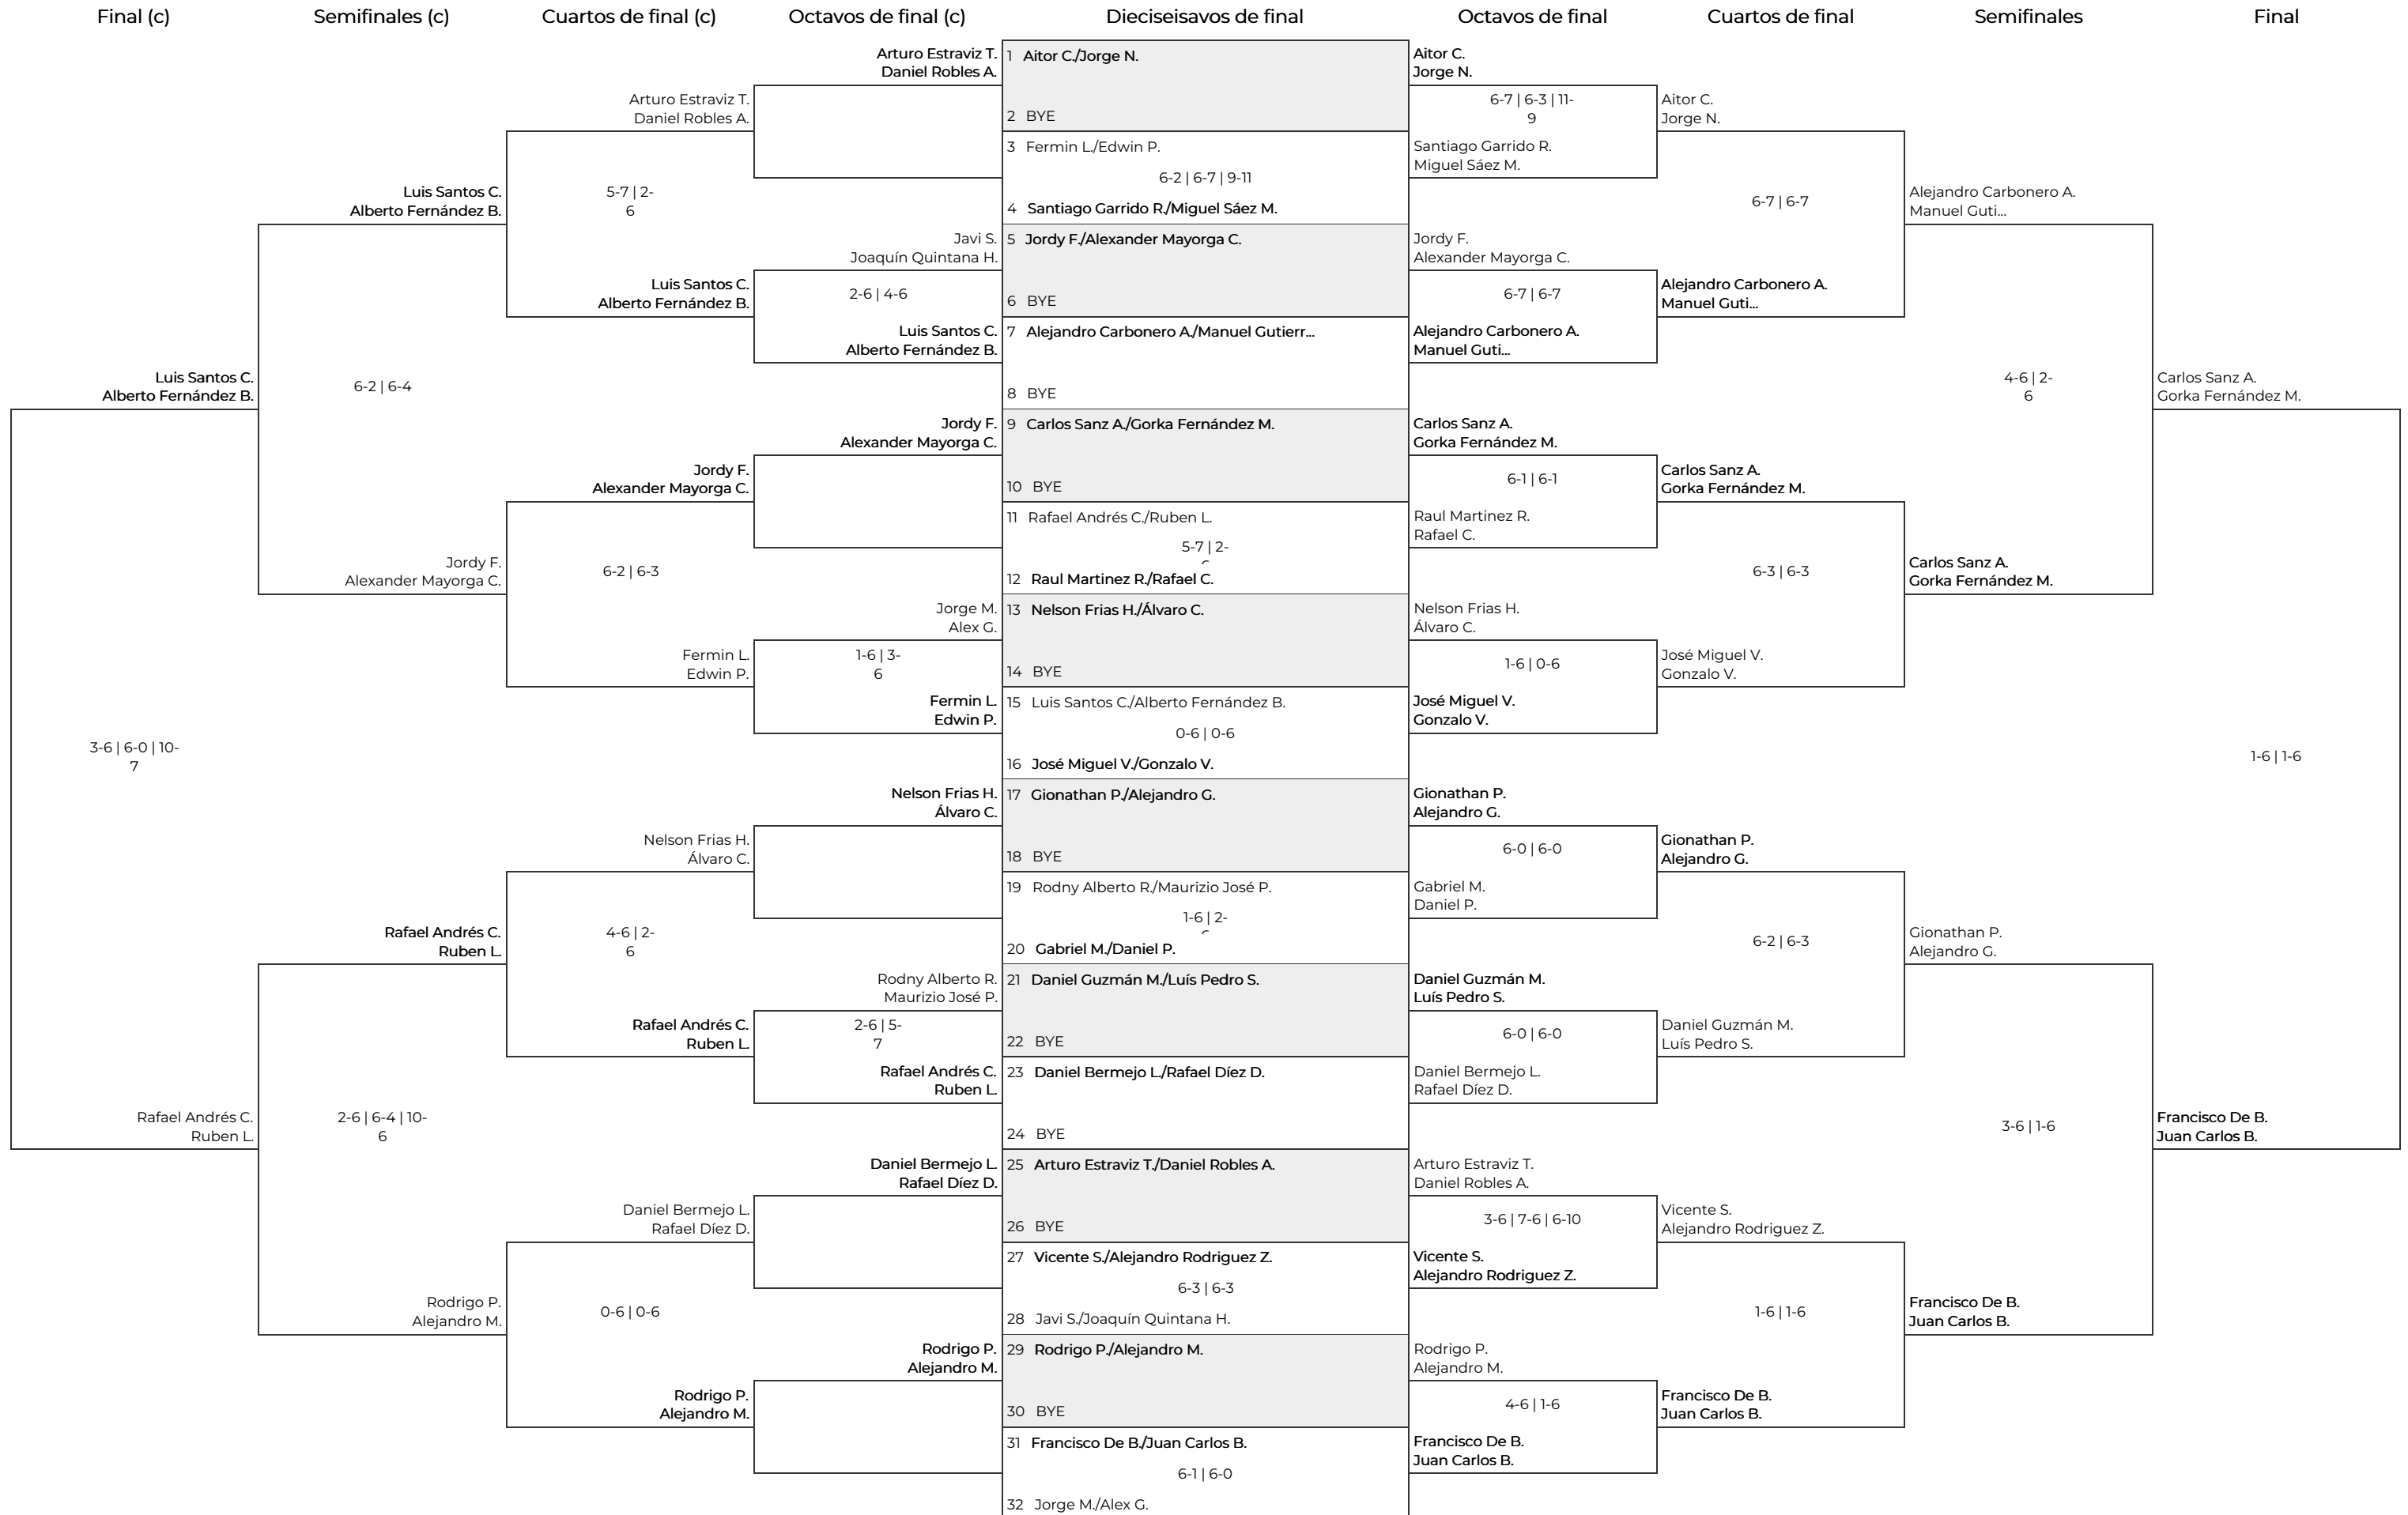 Final (c)
Semifinales (c)
Cuartos de final (c)
Octavos de final (c)
Dieciseisavos de final
Octavos de final
Cuartos de final
Semifinales
Final
Luis Santos C.
Alberto Fernández B.
3-6 | 6-0 | 10-
7
Rafael Andrés C.
Ruben L.
Luis Santos C.
Alberto Fernández B.
6-2 | 6-4
Jordy F.
Alexander Mayorga C.
Rafael Andrés C.
Ruben L.
2-6 | 6-4 | 10-
6
Rodrigo P.
Alejandro M.
Arturo Estraviz T.
Daniel Robles A.
5-7 | 2-
6
Luis Santos C.
Alberto Fernández B.
Jordy F.
Alexander Mayorga C.
6-2 | 6-3
Fermin L.
Edwin P.
Nelson Frias H.
Álvaro C.
4-6 | 2-
6
Rafael Andrés C.
Ruben L.
Daniel Bermejo L.
Rafael Díez D.
0-6 | 0-6
Rodrigo P.
Alejandro M.
Arturo Estraviz T.
Daniel Robles A.
Javi S.
Joaquín Quintana H.
2-6 | 4-6
Luis Santos C.
Alberto Fernández B.
Jordy F.
Alexander Mayorga C.
Jorge M.
Alex G.
1-6 | 3-
6
Fermin L.
Edwin P.
Nelson Frias H.
Álvaro C.
Rodny Alberto R.
Maurizio José P.
2-6 | 5-
7
Rafael Andrés C.
Ruben L.
Daniel Bermejo L.
Rafael Díez D.
Rodrigo P.
Alejandro M.
1 Aitor C./Jorge N.
2 BYE
3 Fermin L./Edwin P.
6-2 | 6-7 | 9-11
4 Santiago Garrido R./Miguel Sáez M.
5 Jordy F./Alexander Mayorga C.
6 BYE
7 Alejandro Carbonero A./Manuel Gutierr...
8 BYE
9 Carlos Sanz A./Gorka Fernández M.
10 BYE
11 Rafael Andrés C./Ruben L.
5-7 | 2-
12 Raul Martinez R./Rafael C.
13 Nelson Frias H./Álvaro C.
14 BYE
15 Luis Santos C./Alberto Fernández B.
0-6 | 0-6
16 José Miguel V./Gonzalo V.
17 Gionathan P./Alejandro G.
18 BYE
19 Rodny Alberto R./Maurizio José P.
1-6 | 2-
20 Gabriel M./Daniel P.
21 Daniel Guzmán M./Luís Pedro S.
22 BYE
23 Daniel Bermejo L./Rafael Díez D.
24 BYE
25 Arturo Estraviz T./Daniel Robles A.
26 BYE
27 Vicente S./Alejandro Rodriguez Z.
6-3 | 6-3
28 Javi S./Joaquín Quintana H.
29 Rodrigo P./Alejandro M.
30 BYE
31 Francisco De B./Juan Carlos B.
6-1 | 6-0
32 Jorge M./Alex G.
Aitor C.
Jorge N.
6-7 | 6-3 | 11-
9
Santiago Garrido R.
Miguel Sáez M.
Jordy F.
Alexander Mayorga C.
6-7 | 6-7
Alejandro Carbonero A.
Manuel Guti...
Carlos Sanz A.
Gorka Fernández M.
6-1 | 6-1
Raul Martinez R.
Rafael C.
Nelson Frias H.
Álvaro C.
1-6 | 0-6
José Miguel V.
Gonzalo V.
Gionathan P.
Alejandro G.
6-0 | 6-0
Gabriel M.
Daniel P.
Daniel Guzmán M.
Luís Pedro S.
6-0 | 6-0
Daniel Bermejo L.
Rafael Díez D.
Arturo Estraviz T.
Daniel Robles A.
3-6 | 7-6 | 6-10
Vicente S.
Alejandro Rodriguez Z.
Rodrigo P.
Alejandro M.
4-6 | 1-6
Francisco De B.
Juan Carlos B.
Aitor C.
Jorge N.
6-7 | 6-7
Alejandro Carbonero A.
Manuel Guti...
Carlos Sanz A.
Gorka Fernández M.
6-3 | 6-3
José Miguel V.
Gonzalo V.
Gionathan P.
Alejandro G.
6-2 | 6-3
Daniel Guzmán M.
Luís Pedro S.
Vicente S.
Alejandro Rodriguez Z.
1-6 | 1-6
Francisco De B.
Juan Carlos B.
Alejandro Carbonero A.
Manuel Guti...
4-6 | 2-
6
Carlos Sanz A.
Gorka Fernández M.
Gionathan P.
Alejandro G.
3-6 | 1-6
Francisco De B.
Juan Carlos B.
Carlos Sanz A.
Gorka Fernández M.
1-6 | 1-6
Francisco De B.
Juan Carlos B.